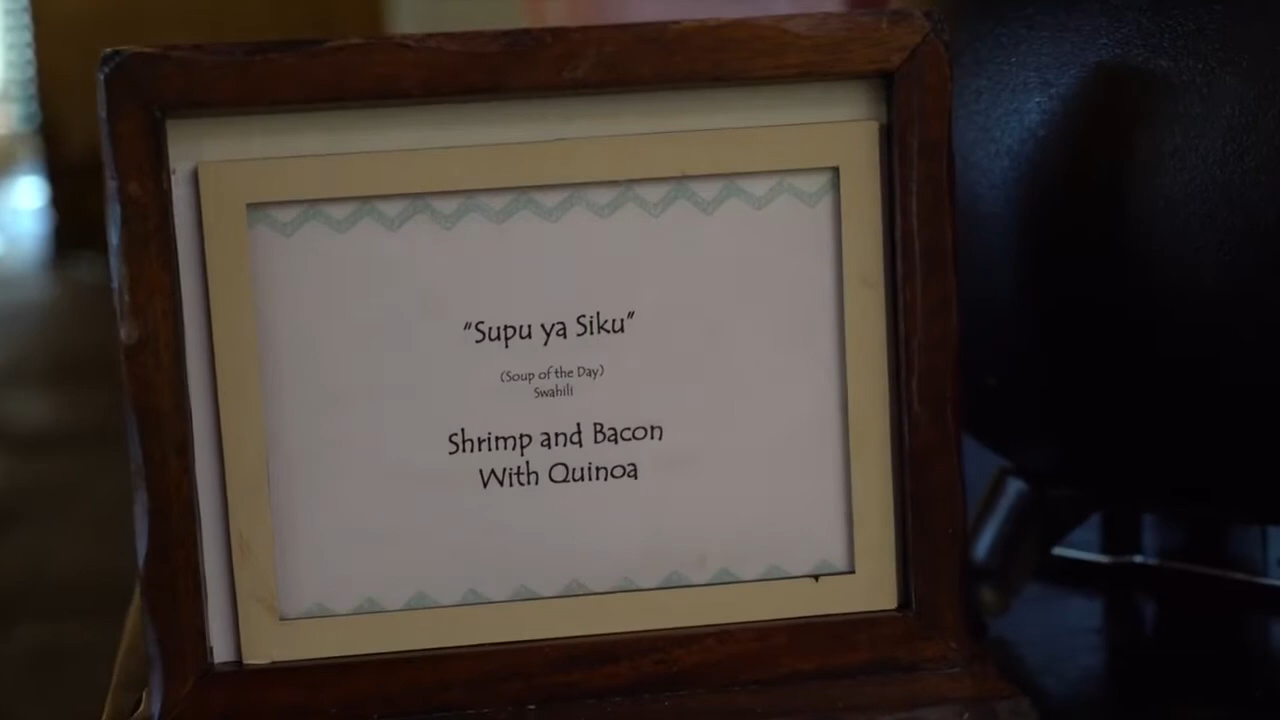 “Supu ya Siku”
(Soup of the Day)
Swahili
Shrimp and Bacon
With Quinoa